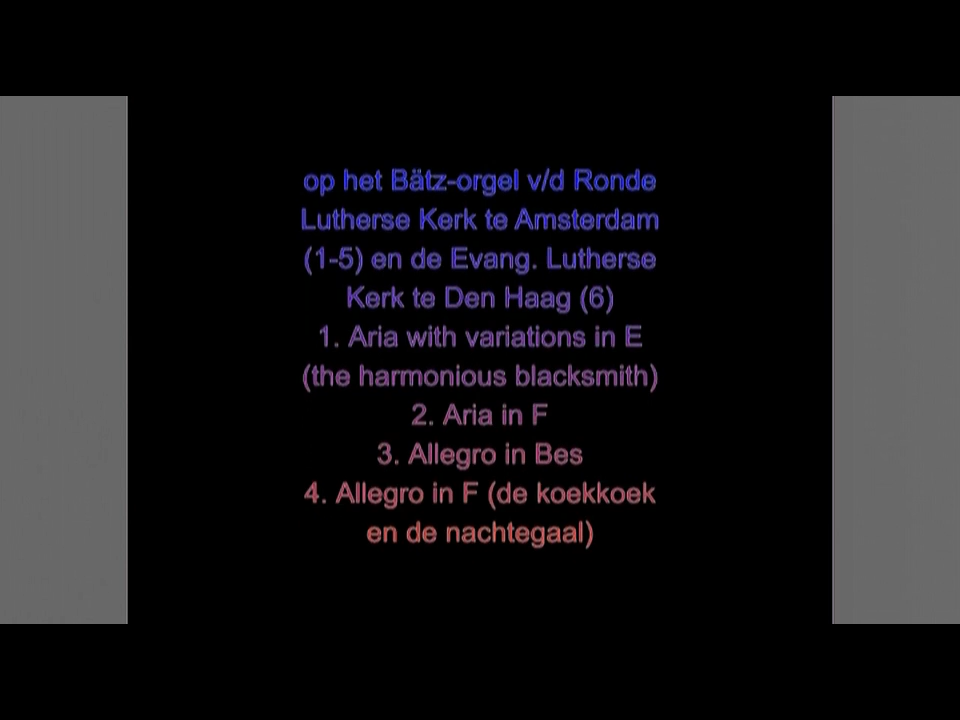 op het Bätz-orgel v/d Ronde
Lutherse Kerk te Amsterdam
(1-5) en de Evang. Lutherse
Kerk te Den Haag (6)
1. Aria with variations in E
(the harmonious blacksmith)
2. Aria in F
3. Allegro in Bes
4. Allegro in F (de koekkoek
en de nachtegaal)